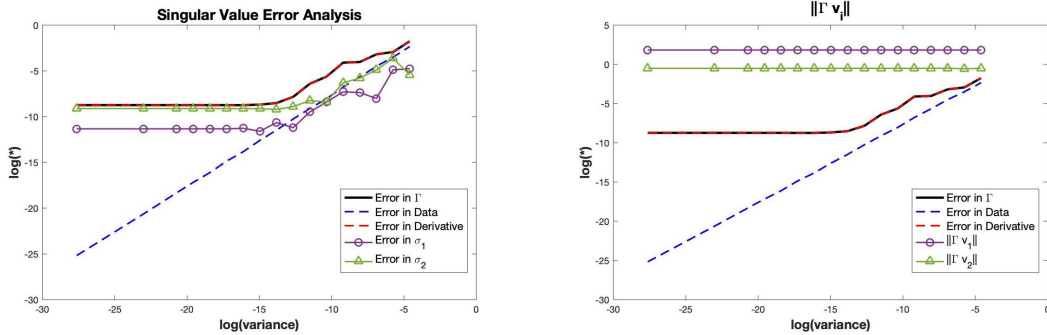 Singular Value Error Analysis
0
-5
-10
-15
-20
-25
-30
log(*)
-30
-25
-20
-15
-10
-5
0
log(variance)
Error in Γ
Error in Data
Error in Derivative
Error in σ1
Error in σ2
‖Γ vi‖
5
0
-5
-10
-15
-20
-25
-30
log(*)
-30
-25
-20
-15
-10
-5
0
log(variance)
Error in Γ
Error in Data
Error in Derivative
‖Γ v1‖
‖Γ v2‖